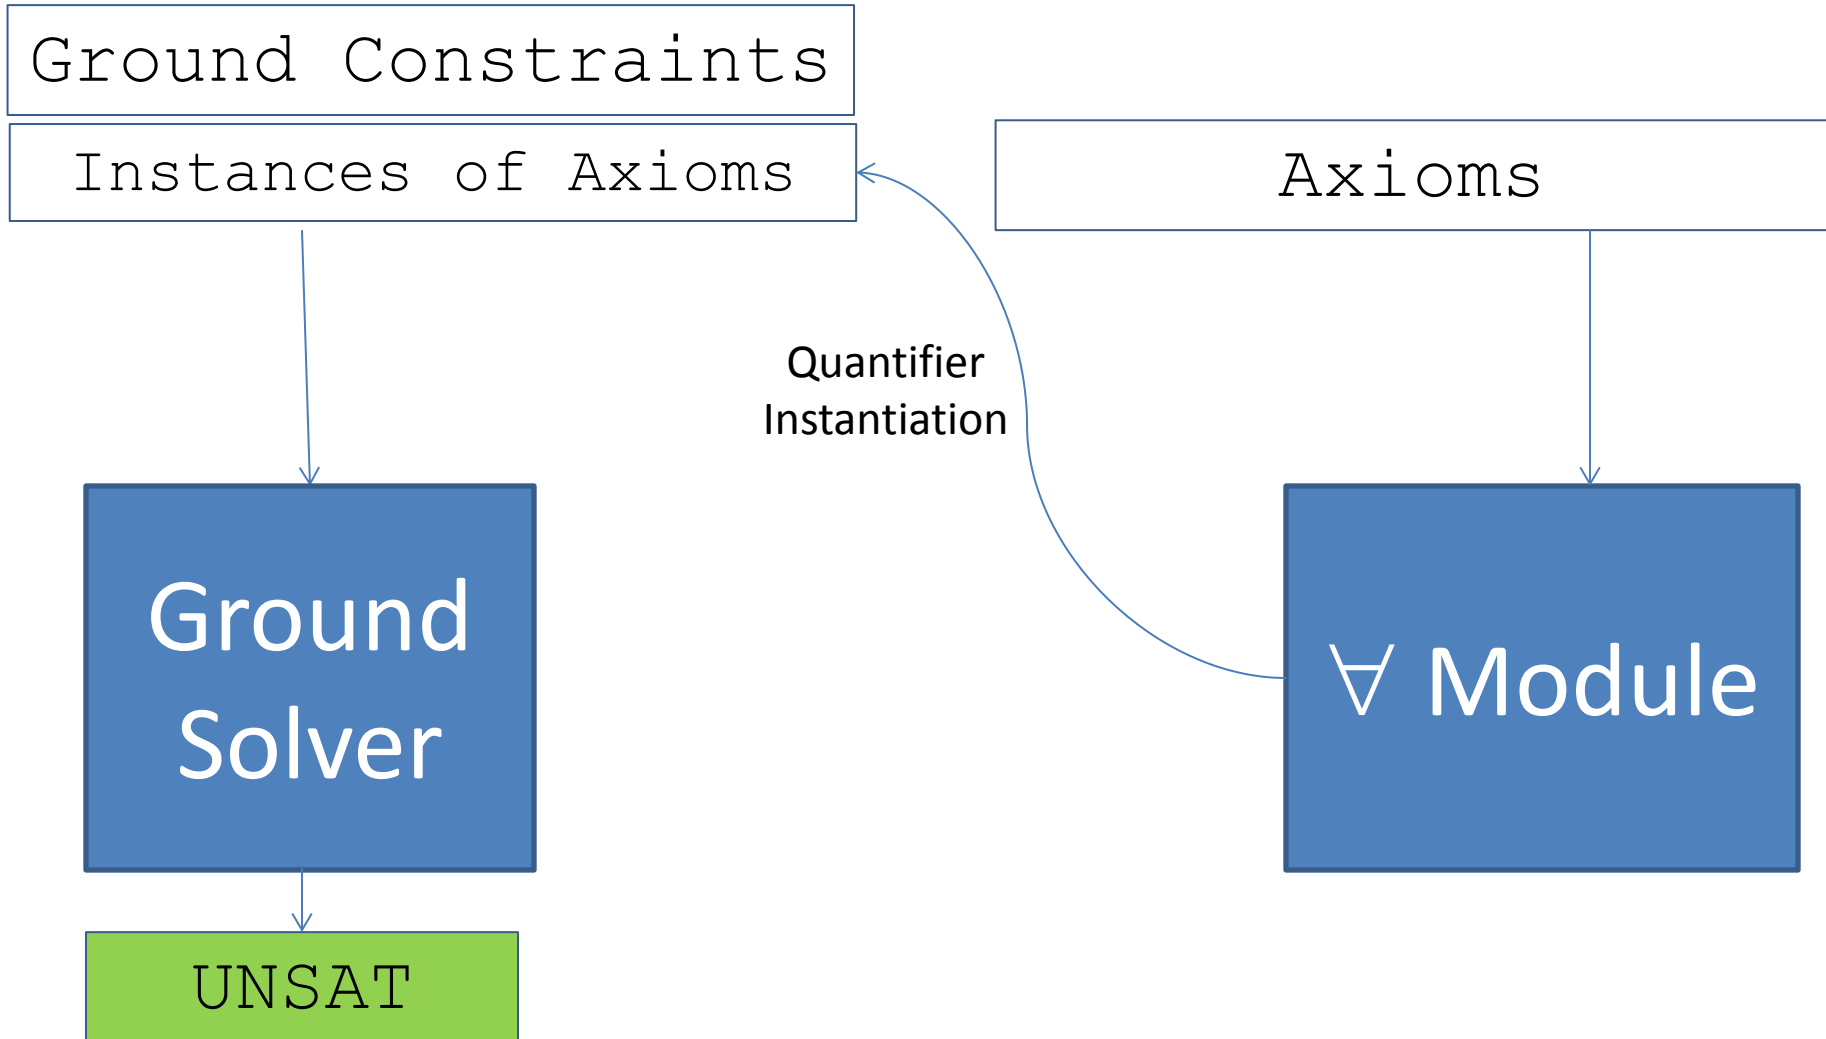 Ground Constraints
Instances of Axioms
Axioms
Quantifier
Instantiation
Ground
Solver
∀ Module
UNSAT